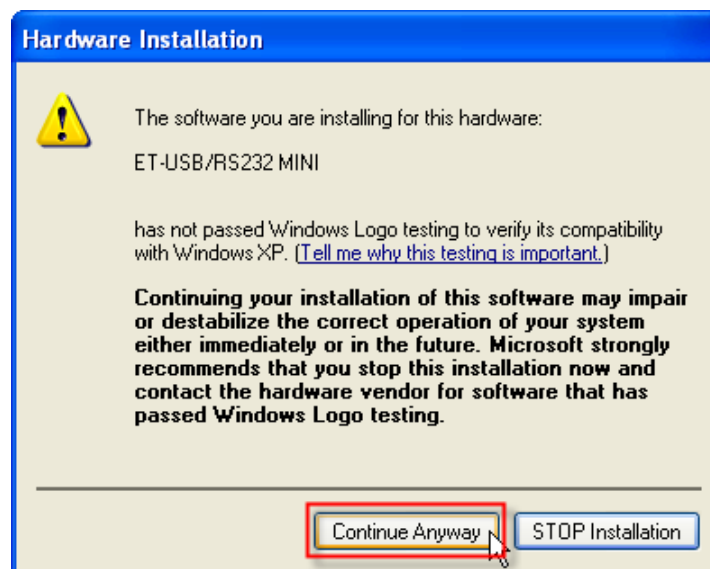 Hardware Installation
The software you are installing for this hardware:
ET-USB/RS232 MINI
has not passed Windows Logo testing to verify its compatibility
with Windows XP. (Tell me why this testing is important.)
Continuing your installation of this software may impair
or destabilize the correct operation of your system
either immediately or in the future. Microsoft strongly
recommends that you stop this installation now and
contact the hardware vendor for software that has
passed Windows Logo testing.
Continue Anyway STOP Installation